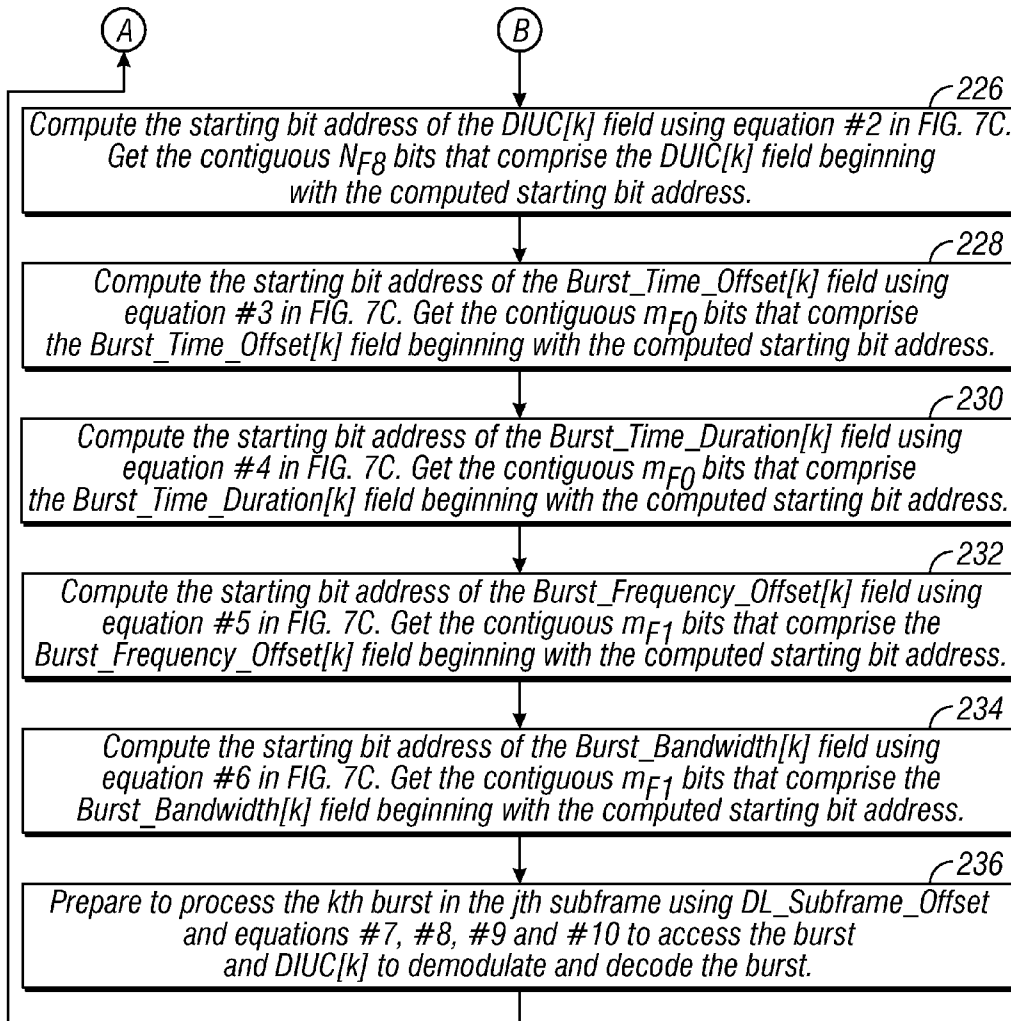 A
B
226
Compute the starting bit address of the DIUC[k] field using equation #2 in FIG. 7C.
Get the contiguous N_F8 bits that comprise the DUIC[k] field beginning
with the computed starting bit address.
228
Compute the starting bit address of the Burst_Time_Offset[k] field using
equation #3 in FIG. 7C. Get the contiguous m_F0 bits that comprise
the Burst_Time_Offset[k] field beginning with the computed starting bit address.
230
Compute the starting bit address of the Burst_Time_Duration[k] field using
equation #4 in FIG. 7C. Get the contiguous m_F0 bits that comprise
the Burst_Time_Duration[k] field beginning with the computed starting bit address.
232
Compute the starting bit address of the Burst_Frequency_Offset[k] field using
equation #5 in FIG. 7C. Get the contiguous m_F1 bits that comprise the
Burst_Frequency_Offset[k] field beginning with the computed starting bit address.
234
Compute the starting bit address of the Burst_Bandwidth[k] field using
equation #6 in FIG. 7C. Get the contiguous m_F1 bits that comprise the
Burst_Bandwidth[k] field beginning with the computed starting bit address.
236
Prepare to process the kth burst in the jth subframe using DL_Subframe_Offset
and equations #7, #8, #9 and #10 to access the burst
and DIUC[k] to demodulate and decode the burst.